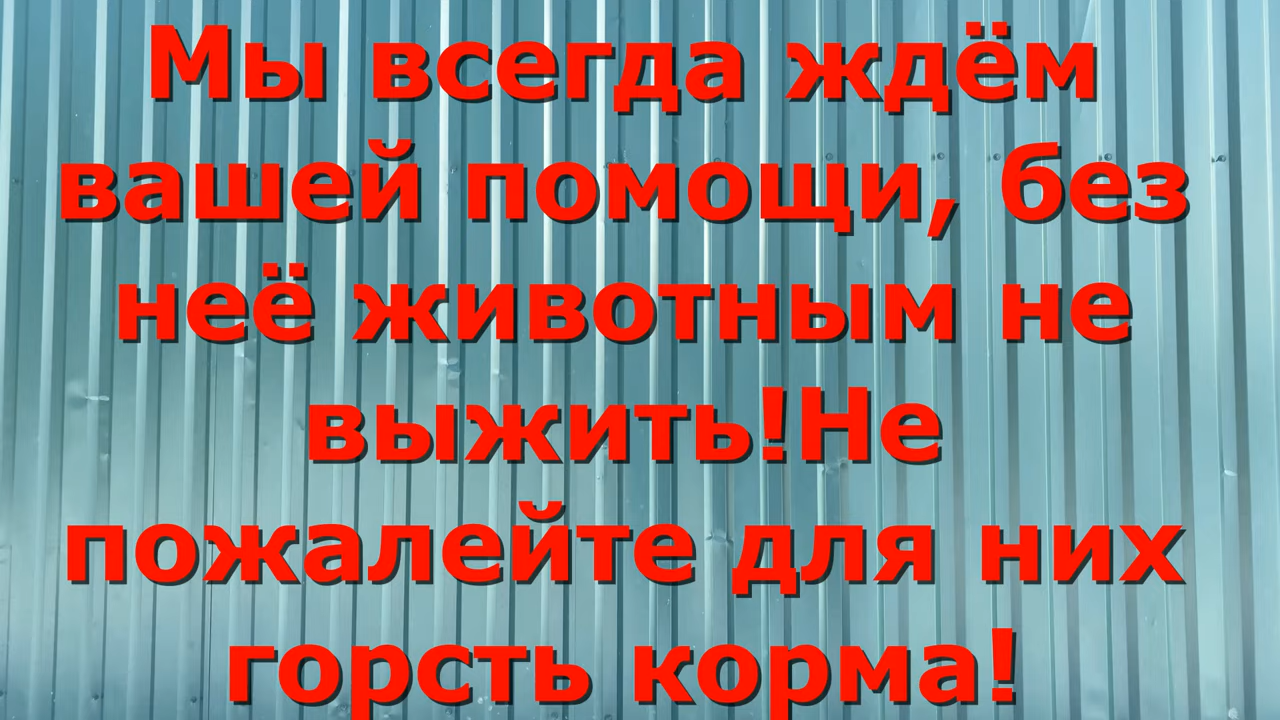 Мы всегда ждём
вашей помощи, без
неё животным не
выжить!Не
пожалейте для них
горсть корма!